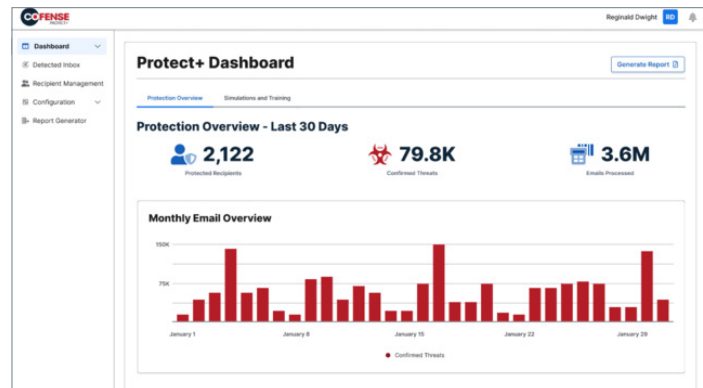 COFENSE
PROTECT+
Reginald Dwight
RD
Dashboard
Detected Inbox
Recipient Management
Configuration
Report Generator
Protect+ Dashboard
Generate Report
Protection Overview
Simulations and Training
Protection Overview - Last 30 Days
2,122
Protected Recipients
79.8K
Confirmed Threats
3.6M
Emails Processed
Monthly Email Overview
150K
75K
January 1
January 8
January 15
January 22
January 29
Confirmed Threats